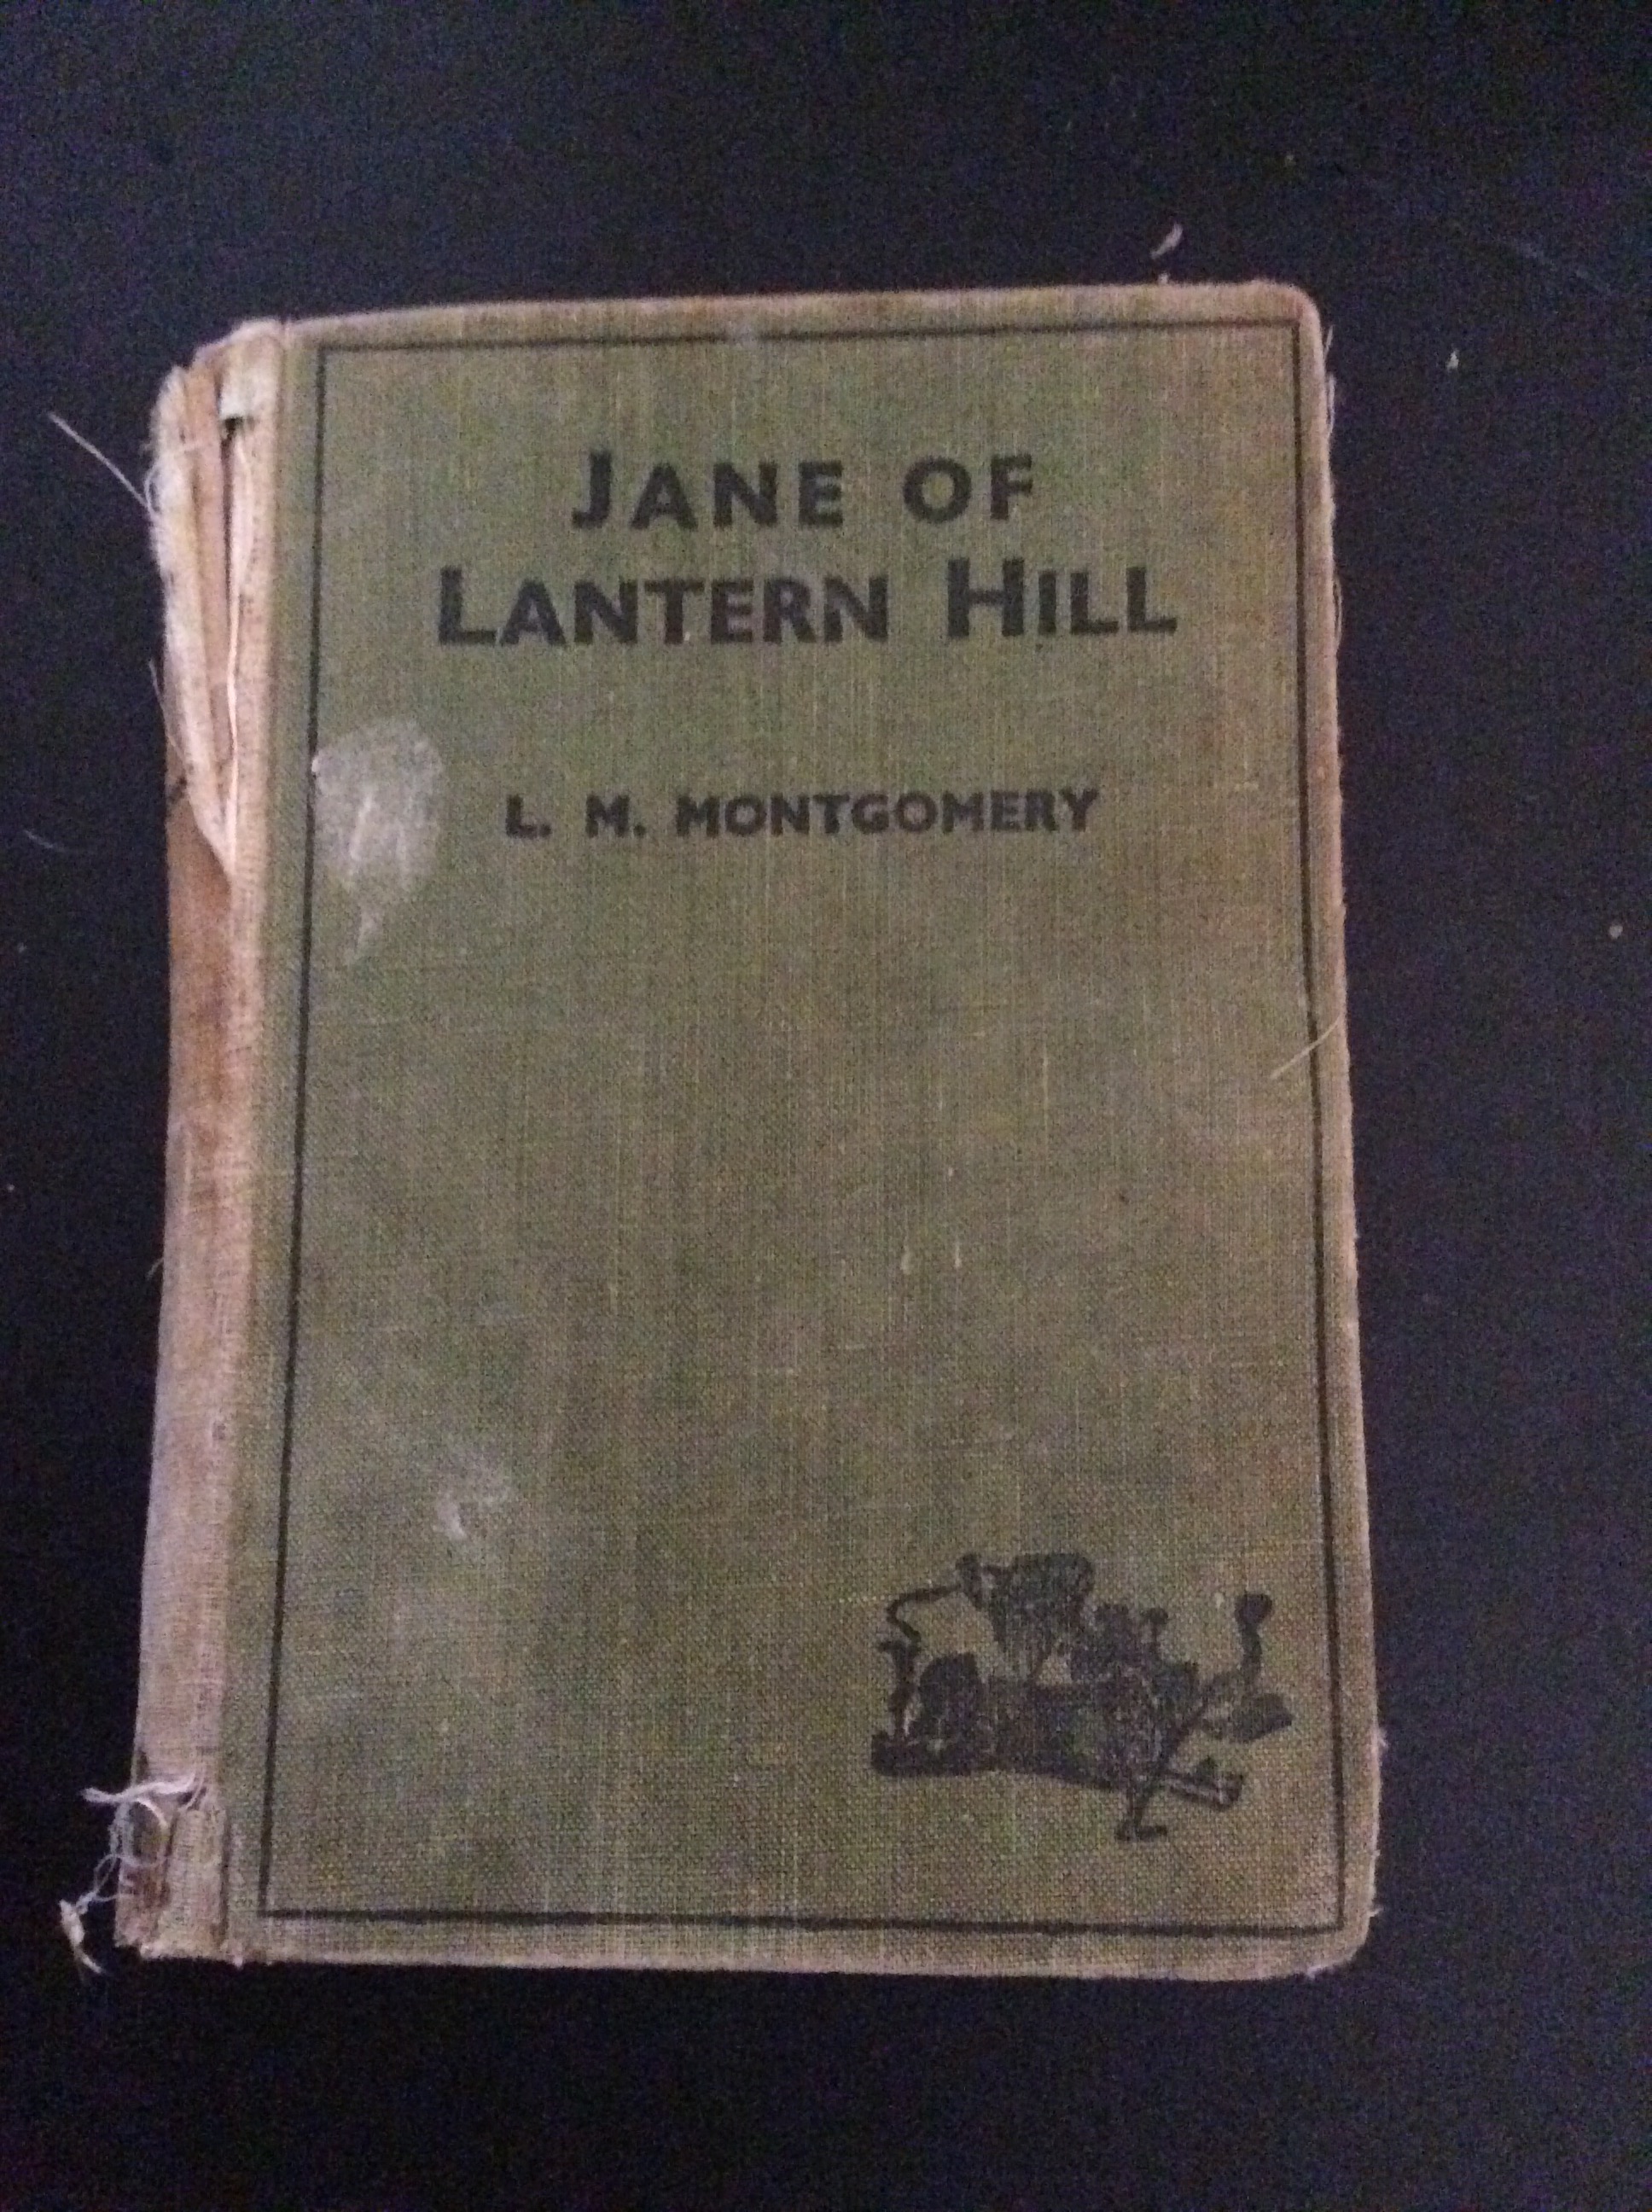 JANE OF
LANTERN HILL
L. M. MONTGOMERY